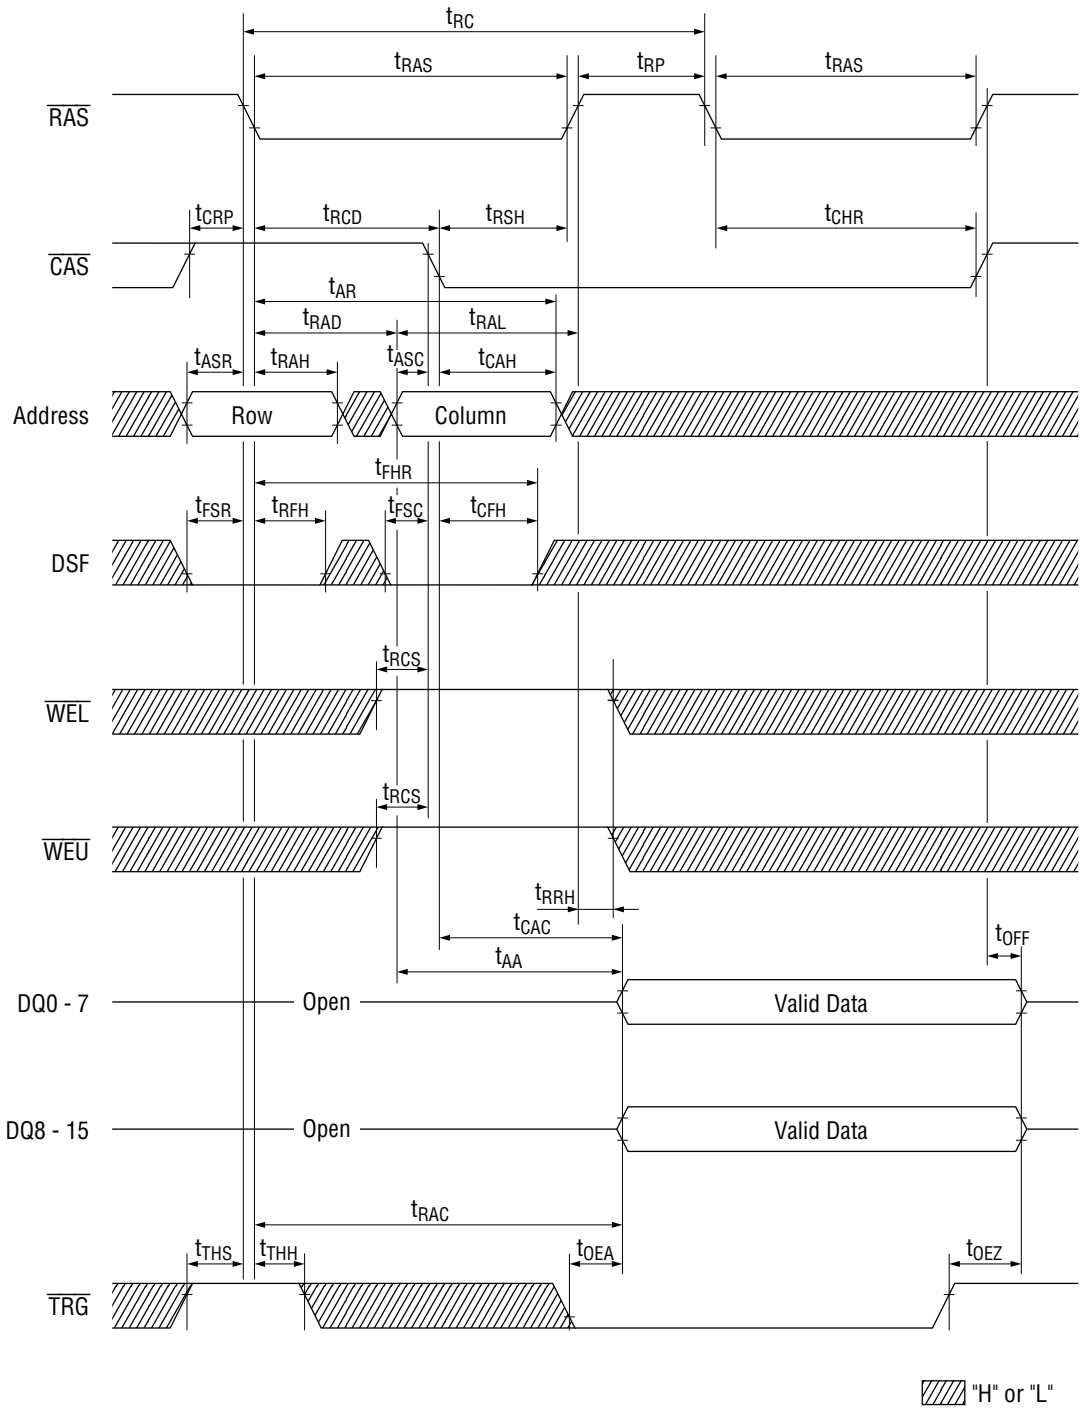 tRC
tRAS tRP tRAS
RAS
tCRP tRCD tRSH tCHR
CAS
tAR
tRAD tRAL
tASR tRAH tASC tCAH
Address Row Column
tFHR
tFSR tRFH tFSC tCFH
DSF
tRCS
WEL
tRCS
WEU
tRRH
tCAC tOFF
tAA
DQ0 - 7 Open Valid Data
DQ8 - 15 Open Valid Data
tRAC
tTHS tTHH tOEA tOEZ
TRG
"H" or "L"